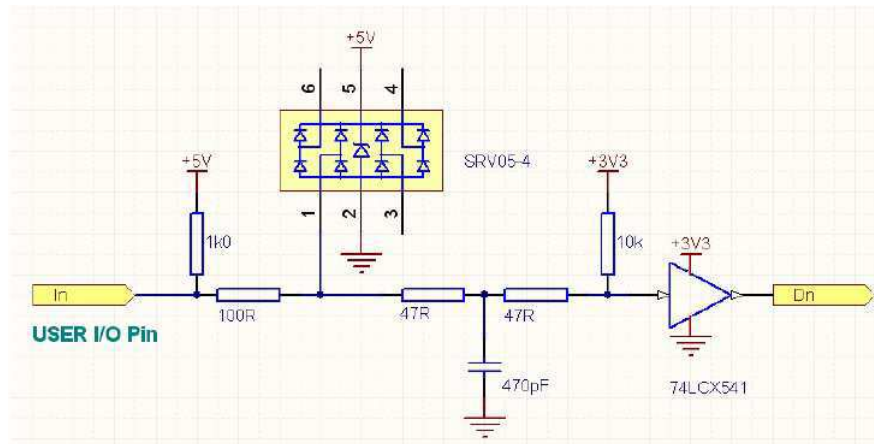 +5V
6
5
4
SRV05-4
+5V
+3V3
1
2
3
1k0
10k
+3V3
In
100R
47R
47R
Dn
USER I/O Pin
470pF
74LCX541